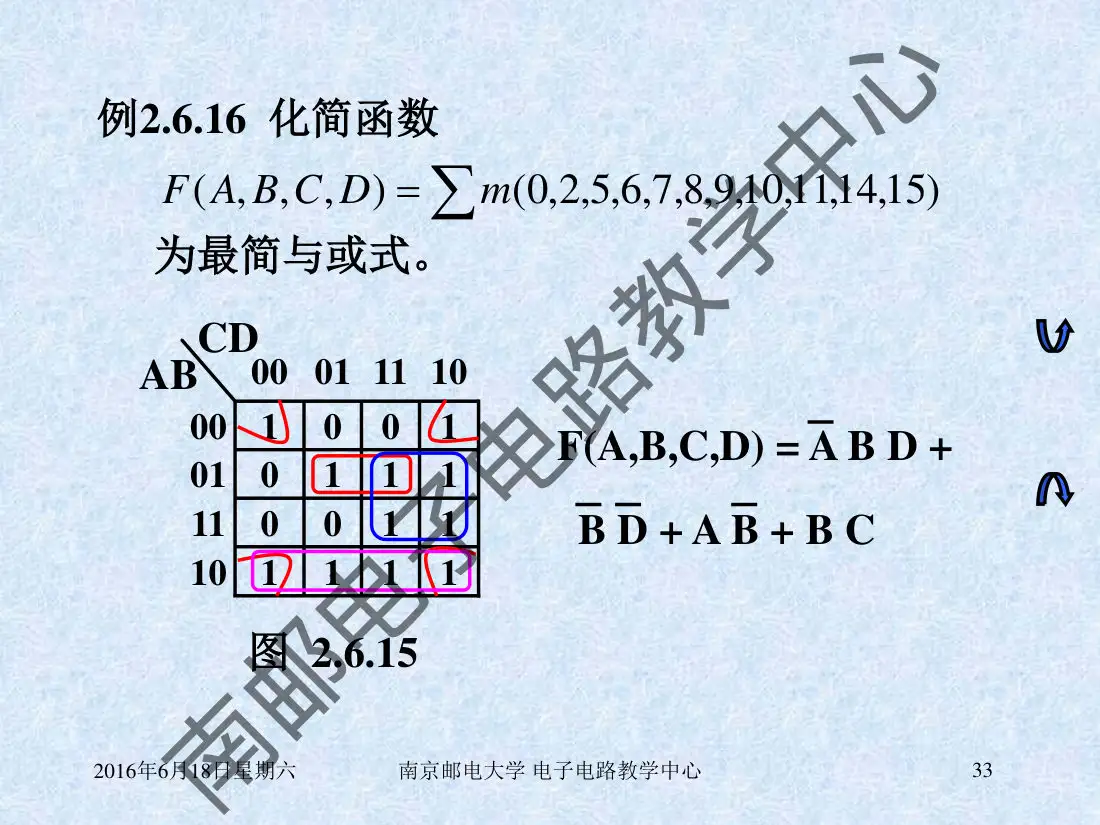 例2.6.16 化简函数
F(A,B,C,D)=∑m(0,2,5,6,7,8,9,10,11,14,15)
为最简与或式。
CD
AB 00 01 11 10
00 1 0 0 1
01 0 1 1 1
11 0 0 1 1
10 1 1 1 1
F(A,B,C,D) = A̅ B D +
B̅ D̅ + A B̅ + B C
图 2.6.15
南邮电子电路教学中心
2016年6月18日星期六 南京邮电大学 电子电路教学中心 33